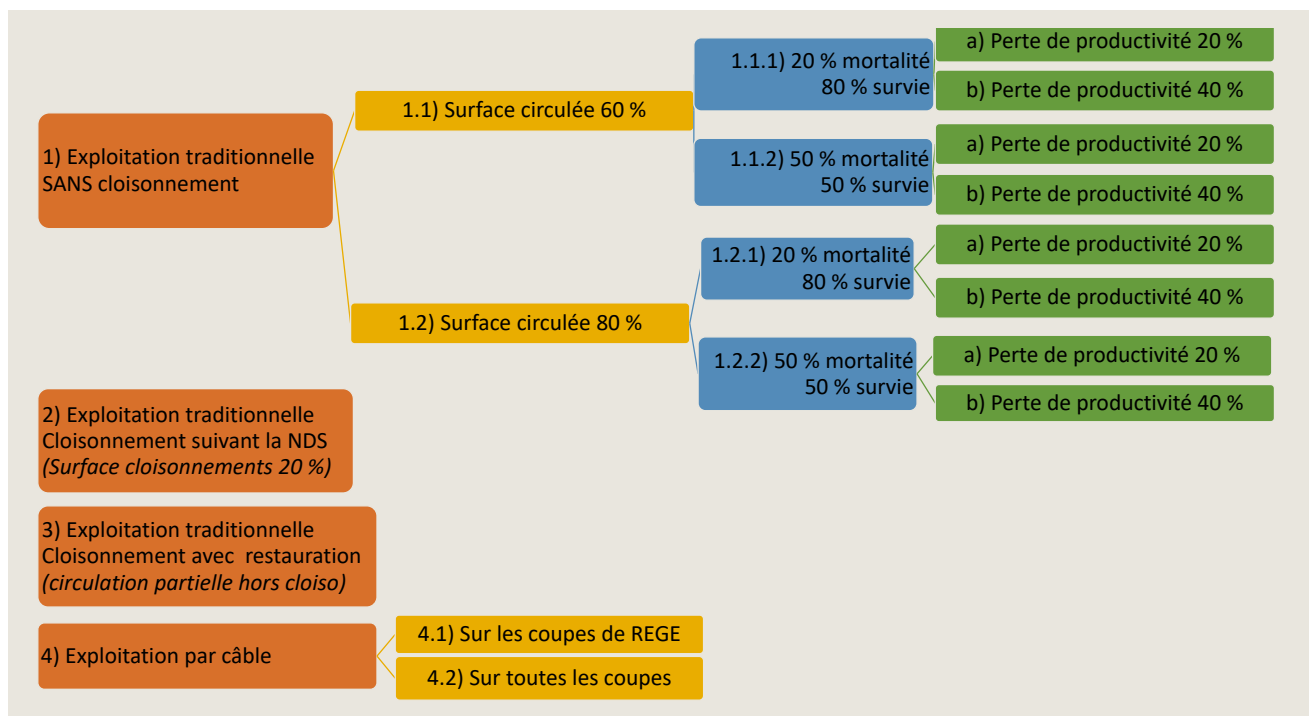 1) Exploitation traditionnelle
SANS cloisonnement
1.1) Surface circulée 60 %
1.1.1) 20 % mortalité
80 % survie
a) Perte de productivité 20 %
b) Perte de productivité 40 %
1.1.2) 50 % mortalité
50 % survie
a) Perte de productivité 20 %
b) Perte de productivité 40 %
1.2) Surface circulée 80 %
1.2.1) 20 % mortalité
80 % survie
a) Perte de productivité 20 %
b) Perte de productivité 40 %
1.2.2) 50 % mortalité
50 % survie
a) Perte de productivité 20 %
b) Perte de productivité 40 %
2) Exploitation traditionnelle
Cloisonnement suivant la NDS
(Surface cloisonnements 20 %)
3) Exploitation traditionnelle
Cloisonnement avec restauration
(circulation partielle hors cloiso)
4) Exploitation par câble
4.1) Sur les coupes de REGE
4.2) Sur toutes les coupes